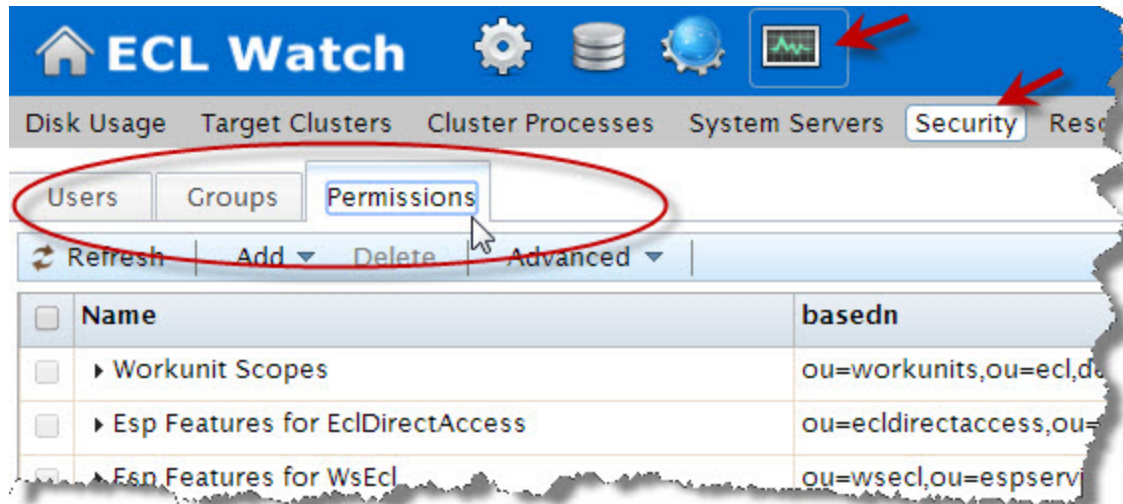 ECL Watch
Disk Usage Target Clusters Cluster Processes System Servers Security
Users Groups Permissions
Refresh Add Delete Advanced
Name basedn
Workunit Scopes ou=workunits,ou=ecl,
Esp Features for EclDirectAccess ou=ecldirectaccess,ou=
Esp Features for WsEcl ou=wsecl,ou=espservi